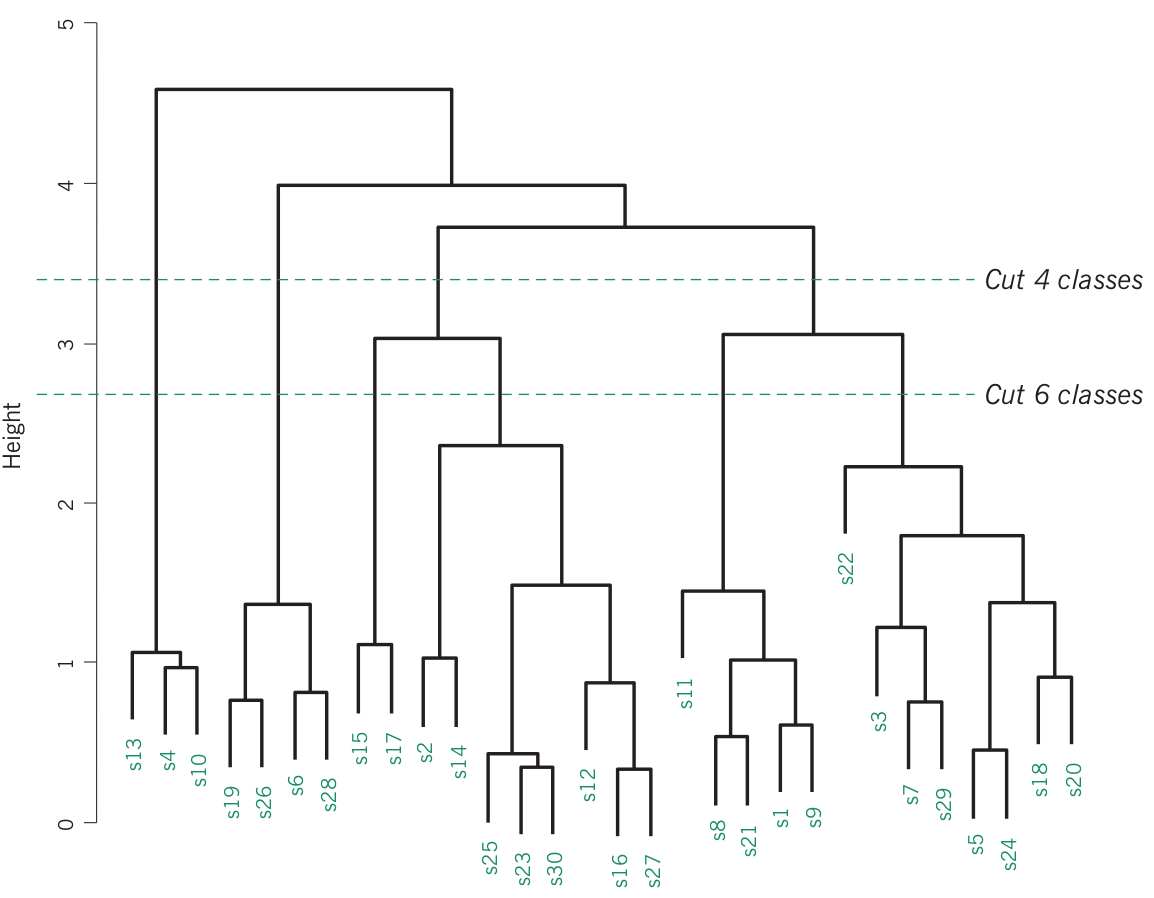 5
4
Cut 4 classes
3
Cut 6 classes
Height
2
1
0
s13
s4
s10
s19
s26
s6
s28
s15
s17
s2
s14
s25
s23
s30
s12
s16
s27
s11
s8
s21
s1
s9
s22
s3
s7
s29
s5
s24
s18
s20